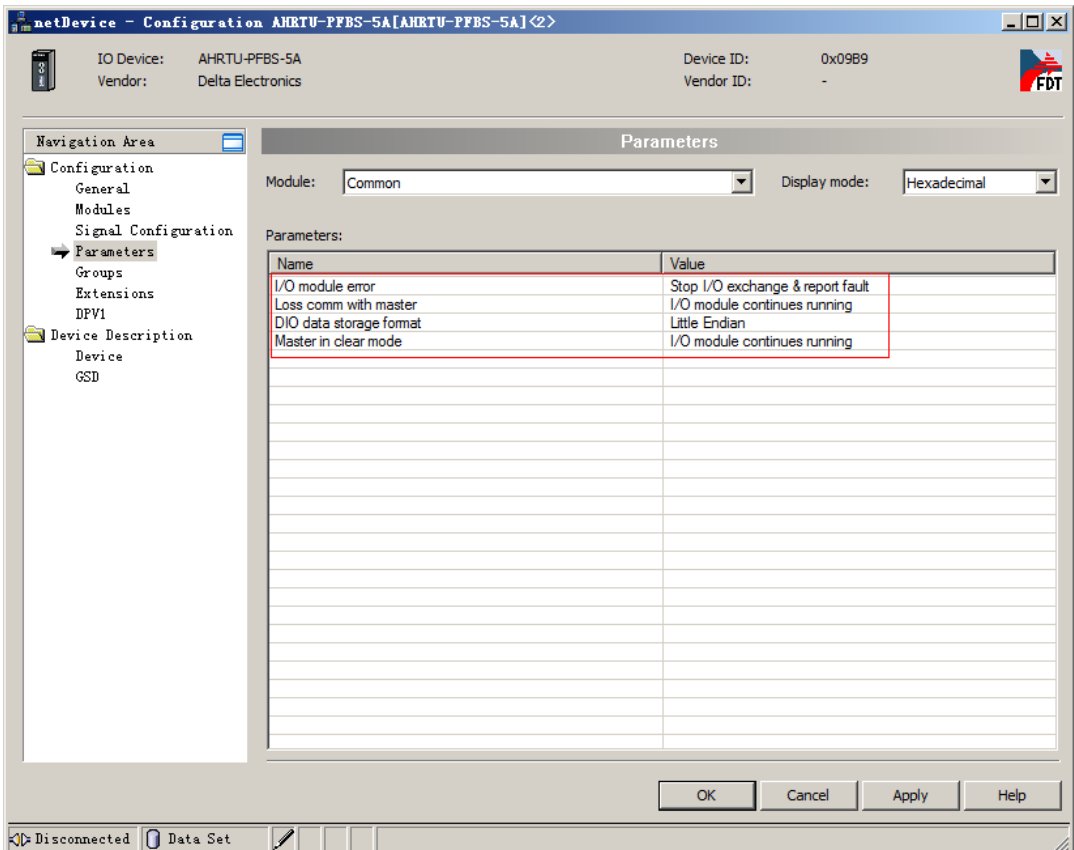 netDevice - Configuration AHRTU-PFBS-5A[AHRTU-PFBS-5A]<2>
IO Device: AHRTU-PFBS-5A Device ID: 0x09B9
Vendor: Delta Electronics Vendor ID: -
FDT
Navigation Area
Configuration
General
Modules
Signal Configuration
Parameters
Groups
Extensions
DPV1
Device Description
Device
GSD
Parameters
Module: Common Display mode: Hexadecimal
Parameters:
Name Value
I/O module error Stop I/O exchange & report fault
Loss comm with master I/O module continues running
DIO data storage format Little Endian
Master in clear mode I/O module continues running
OK Cancel Apply Help
Disconnected Data Set